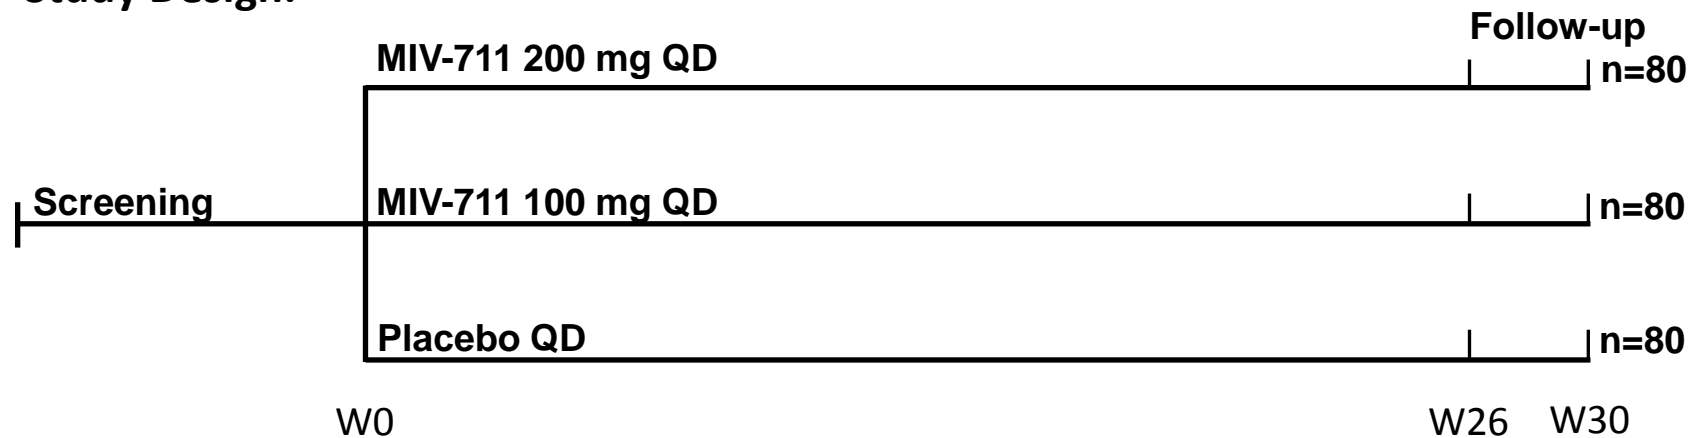 Study Design:
Follow-up
MIV-711 200 mg QD
n=80
Screening
MIV-711 100 mg QD
n=80
Placebo QD
n=80
W0
W26
W30